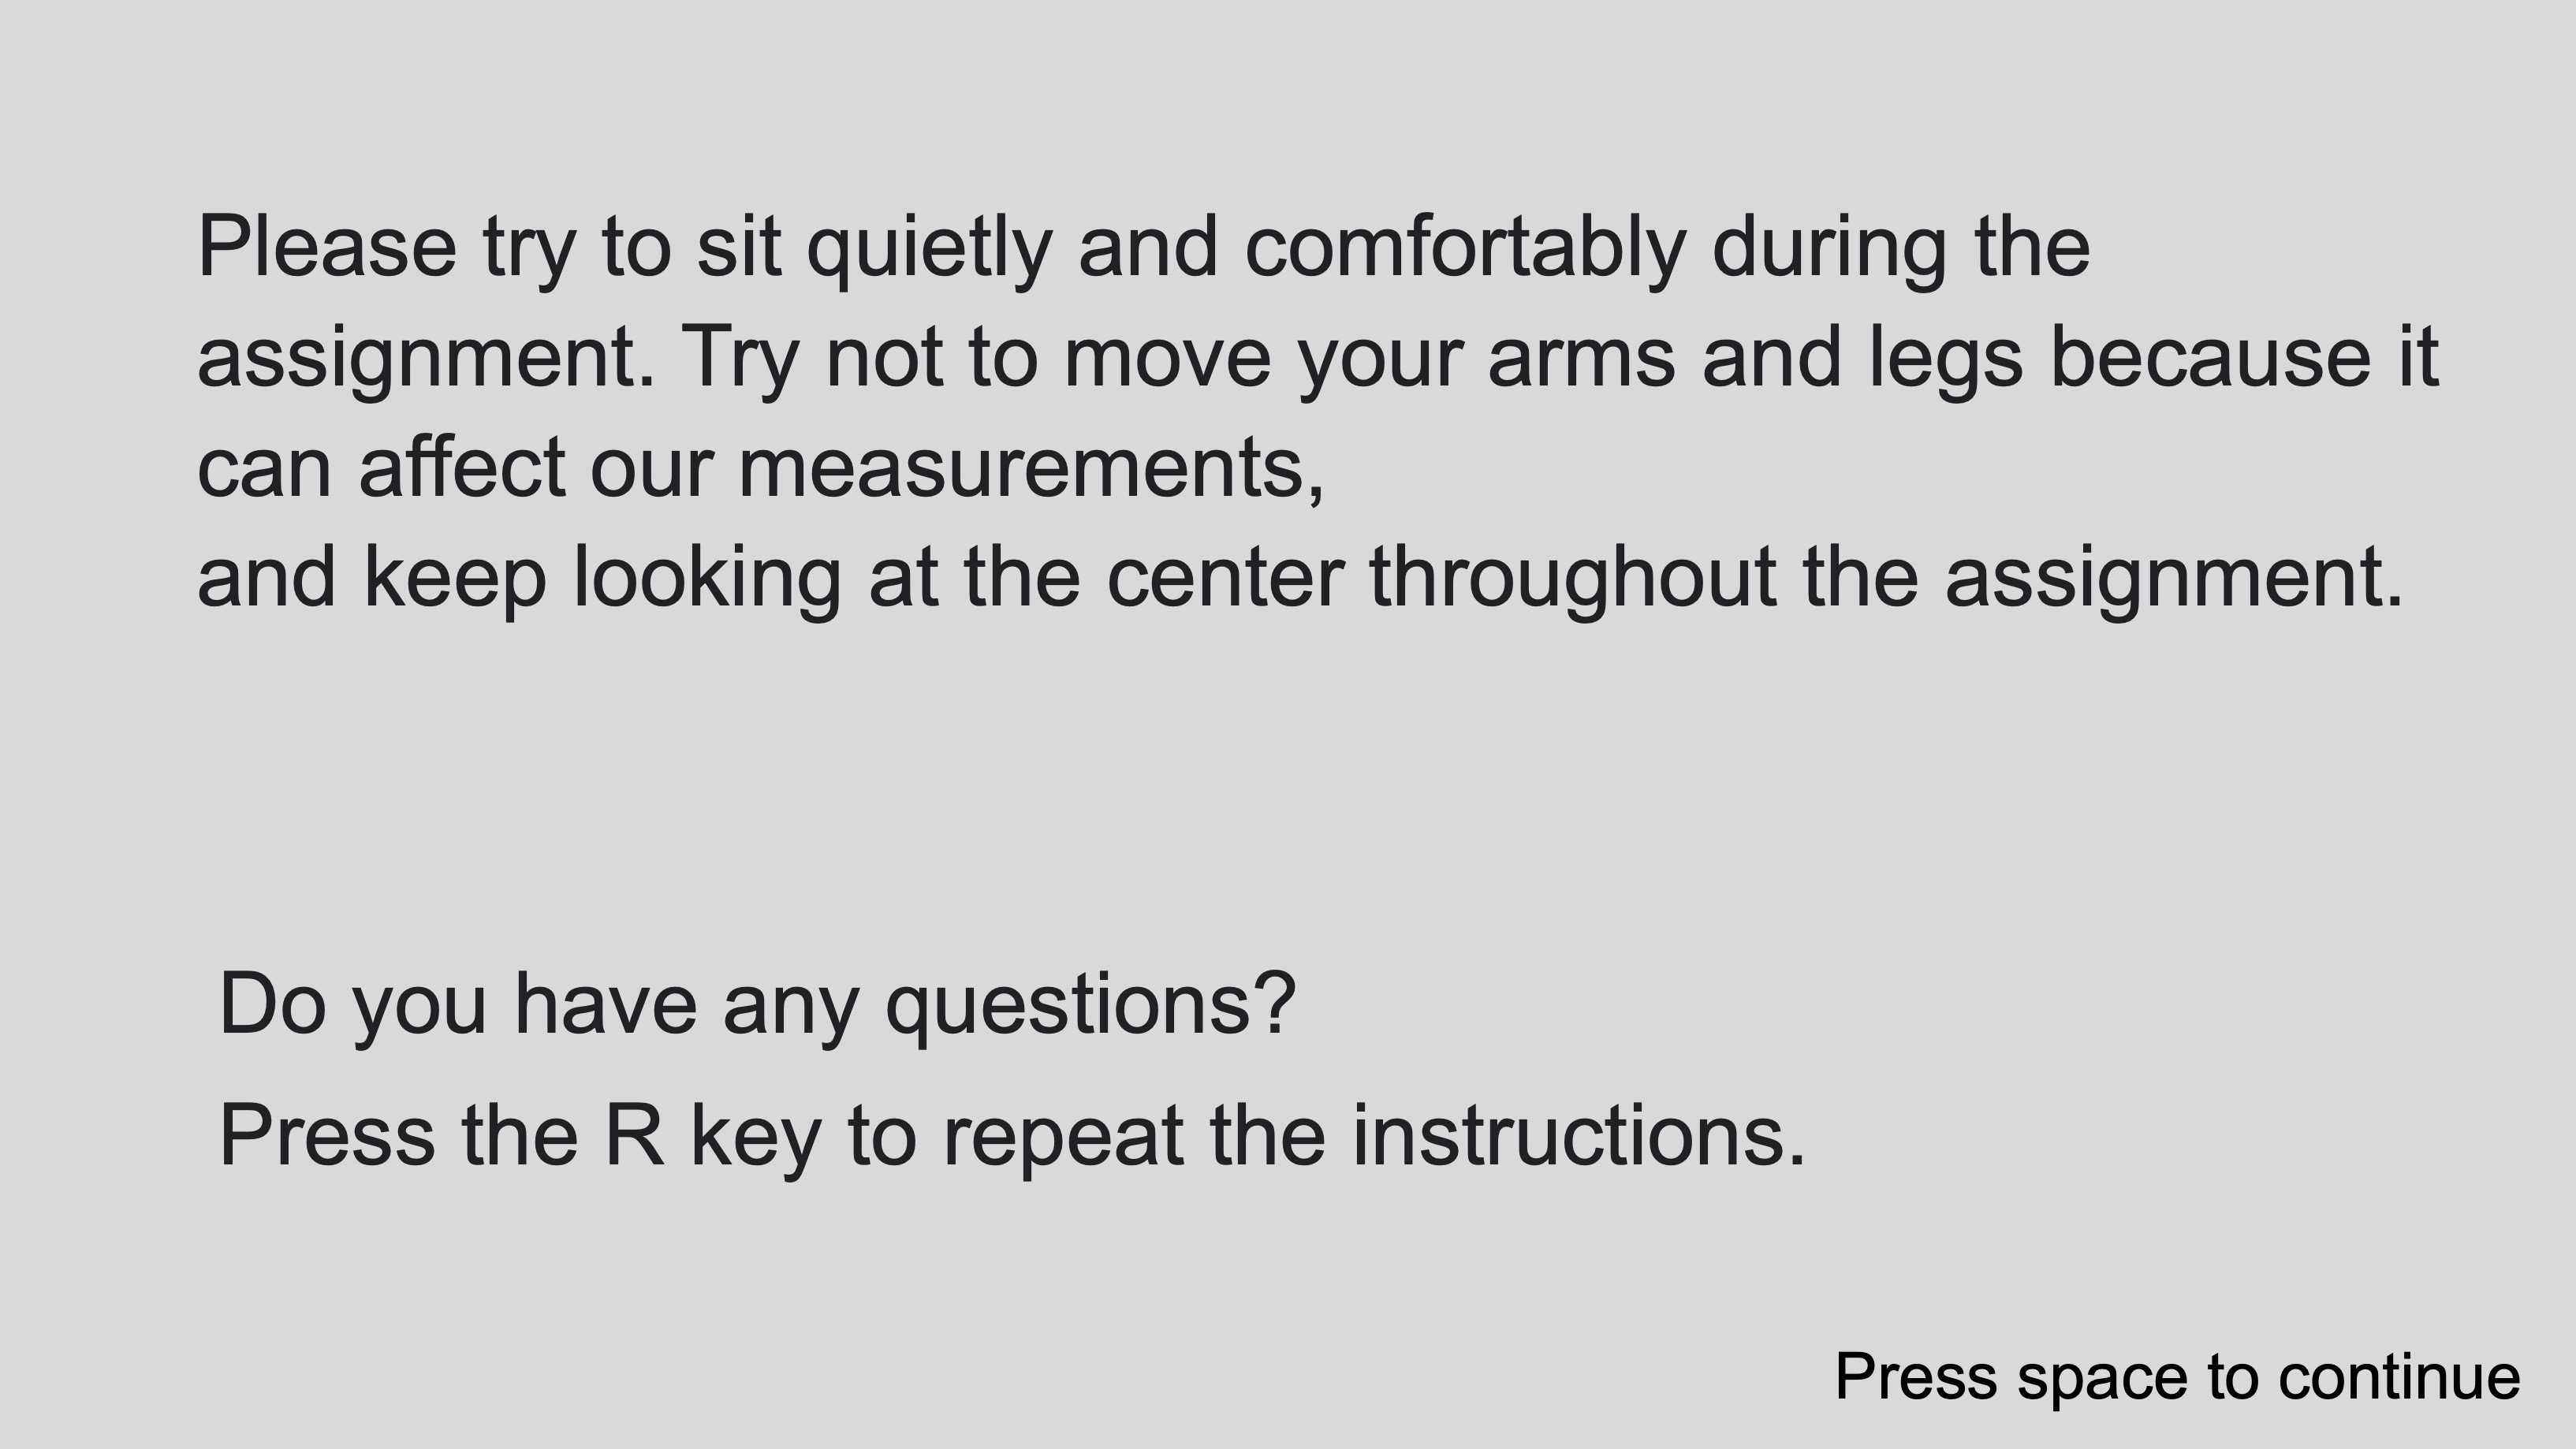 Please try to sit quietly and comfortably during the
assignment. Try not to move your arms and legs because it
can affect our measurements,
and keep looking at the center throughout the assignment.
Do you have any questions?
Press the R key to repeat the instructions.
Press space to continue